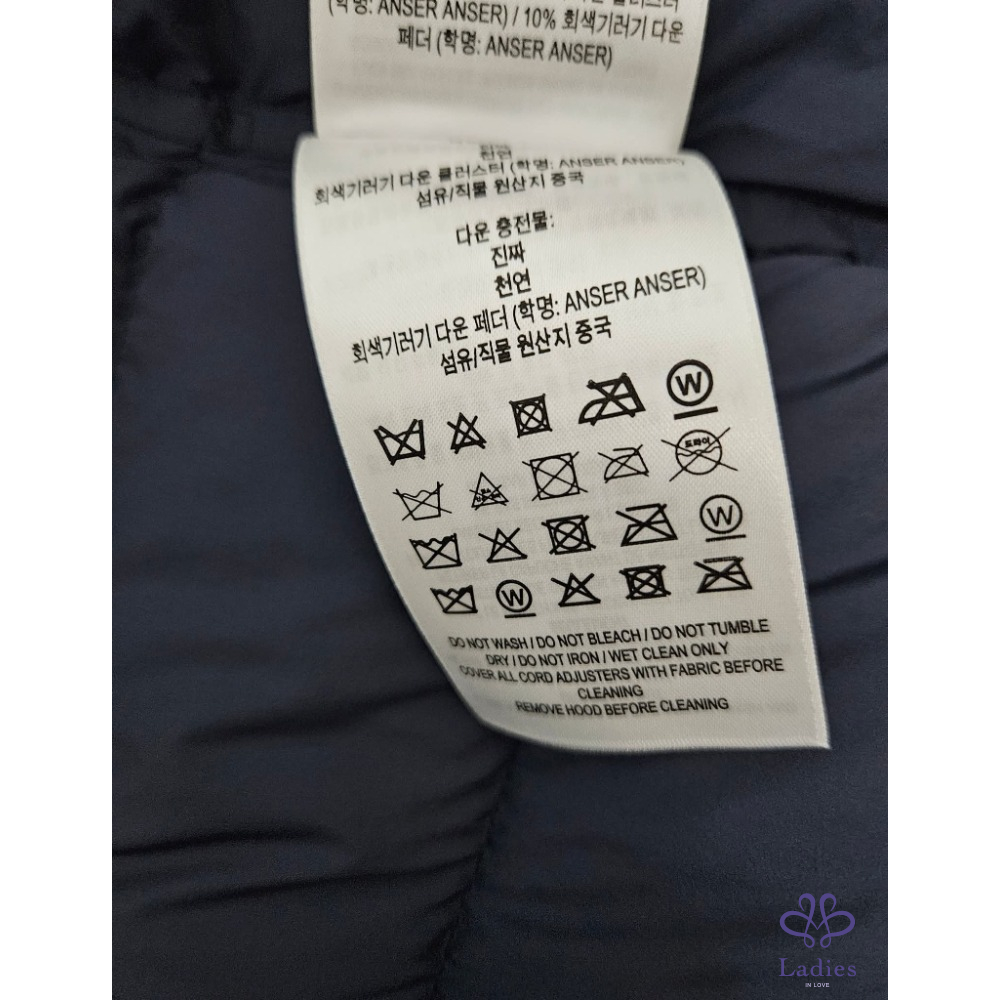 (학명: ANSER ANSER) / 10% 회색기러기 다운
페더 (학명: ANSER ANSER)
천연
회색기러기 다운 클러스터 (학명: ANSER ANSER)
섬유/직물 원산지 중국
다운 충전물:
진짜
천연
회색기러기 다운 페더 (학명: ANSER ANSER)
섬유/직물 원산지 중국
W
드라이
W
W
DO NOT WASH / DO NOT BLEACH / DO NOT TUMBLE
DRY / DO NOT IRON / WET CLEAN ONLY
COVER ALL CORD ADJUSTERS WITH FABRIC BEFORE
CLEANING
REMOVE HOOD BEFORE CLEANING
Ladies
IN LOVE